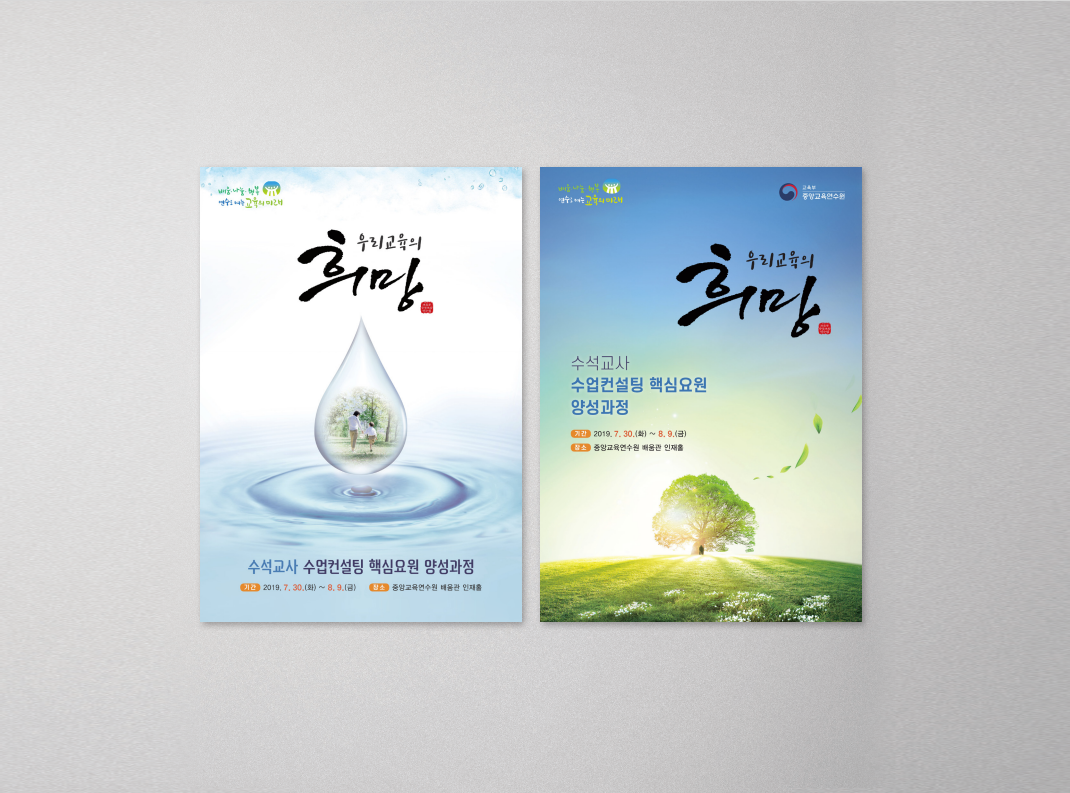 배움·나눔·행복
연수로 여는 교육의 미래
우리교육의
희망
수석교사 수업컨설팅 핵심요원 양성과정
기간 2019. 7. 30.(화) ~ 8. 9.(금) 장소 중앙교육연수원 배움관 인재홀
배움·나눔·행복
연수로 여는 교육의 미래
교육부
중앙교육연수원
우리교육의
희망
수석교사
수업컨설팅 핵심요원
양성과정
기간 2019. 7. 30.(화) ~ 8. 9.(금)
장소 중앙교육연수원 배움관 인재홀